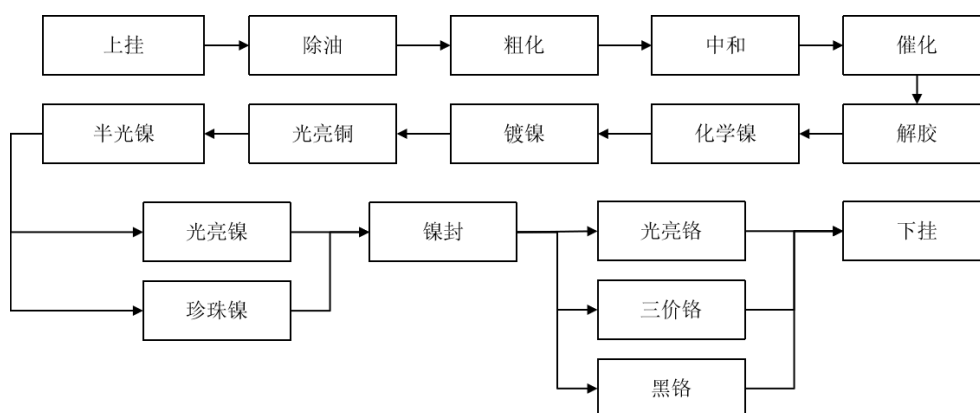 上挂
除油
粗化
中和
催化
半光镍
光亮铜
镀镍
化学镍
解胶
光亮镍
镍封
光亮铬
下挂
珍珠镍
三价铬
黑铬